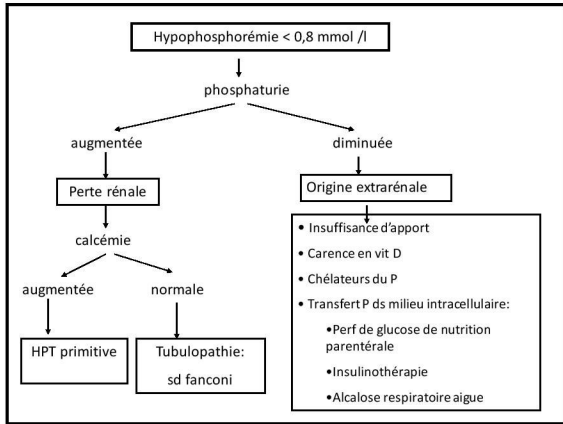 Hypophosphorémie < 0,8 mmol /l
phosphaturie
augmentée
diminuée
Perte rénale
Origine extrarénale
calcémie
augmentée
normale
HPT primitive
Tubulopathie:
sd fanconi
• Insuffisance d'apport
• Carence en vit D
• Chélateurs du P
• Transfert P ds milieu intracellulaire:
•Perf de glucose de nutrition
parentérale
•Insulinothérapie
•Alcalose respiratoire aigue